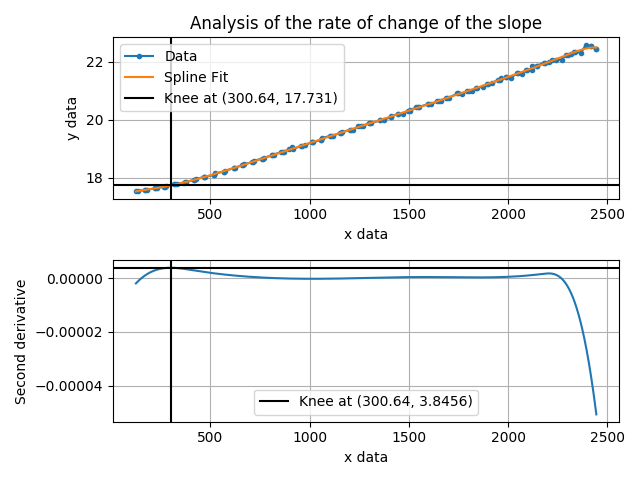 Analysis of the rate of change of the slope
Data
Spline Fit
Knee at (300.64, 17.731)
22
20
18
y data
500 1000 1500 2000 2500
x data
0.00000
−0.00002
−0.00004
Second derivative
Knee at (300.64, 3.8456)
500 1000 1500 2000 2500
x data